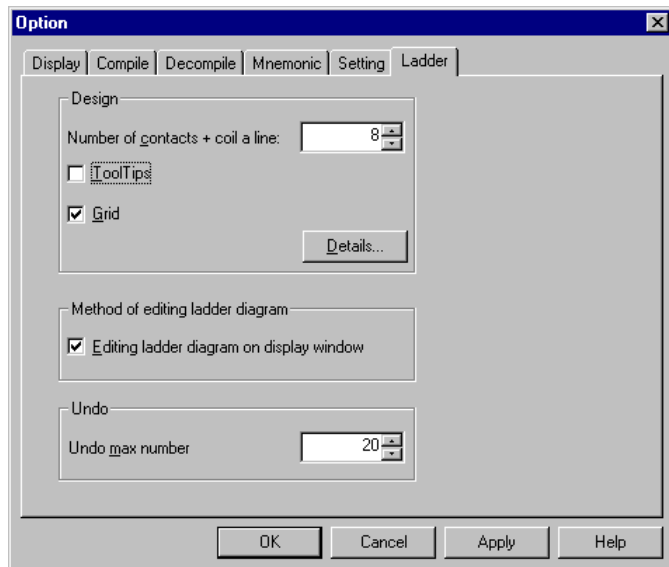 Option
Display Compile Decompile Mnemonic Setting Ladder
Design
Number of contacts + coil a line: 8
ToolTips
Grid
Details...
Method of editing ladder diagram
Editing ladder diagram on display window
Undo
Undo max number 20
OK Cancel Apply Help